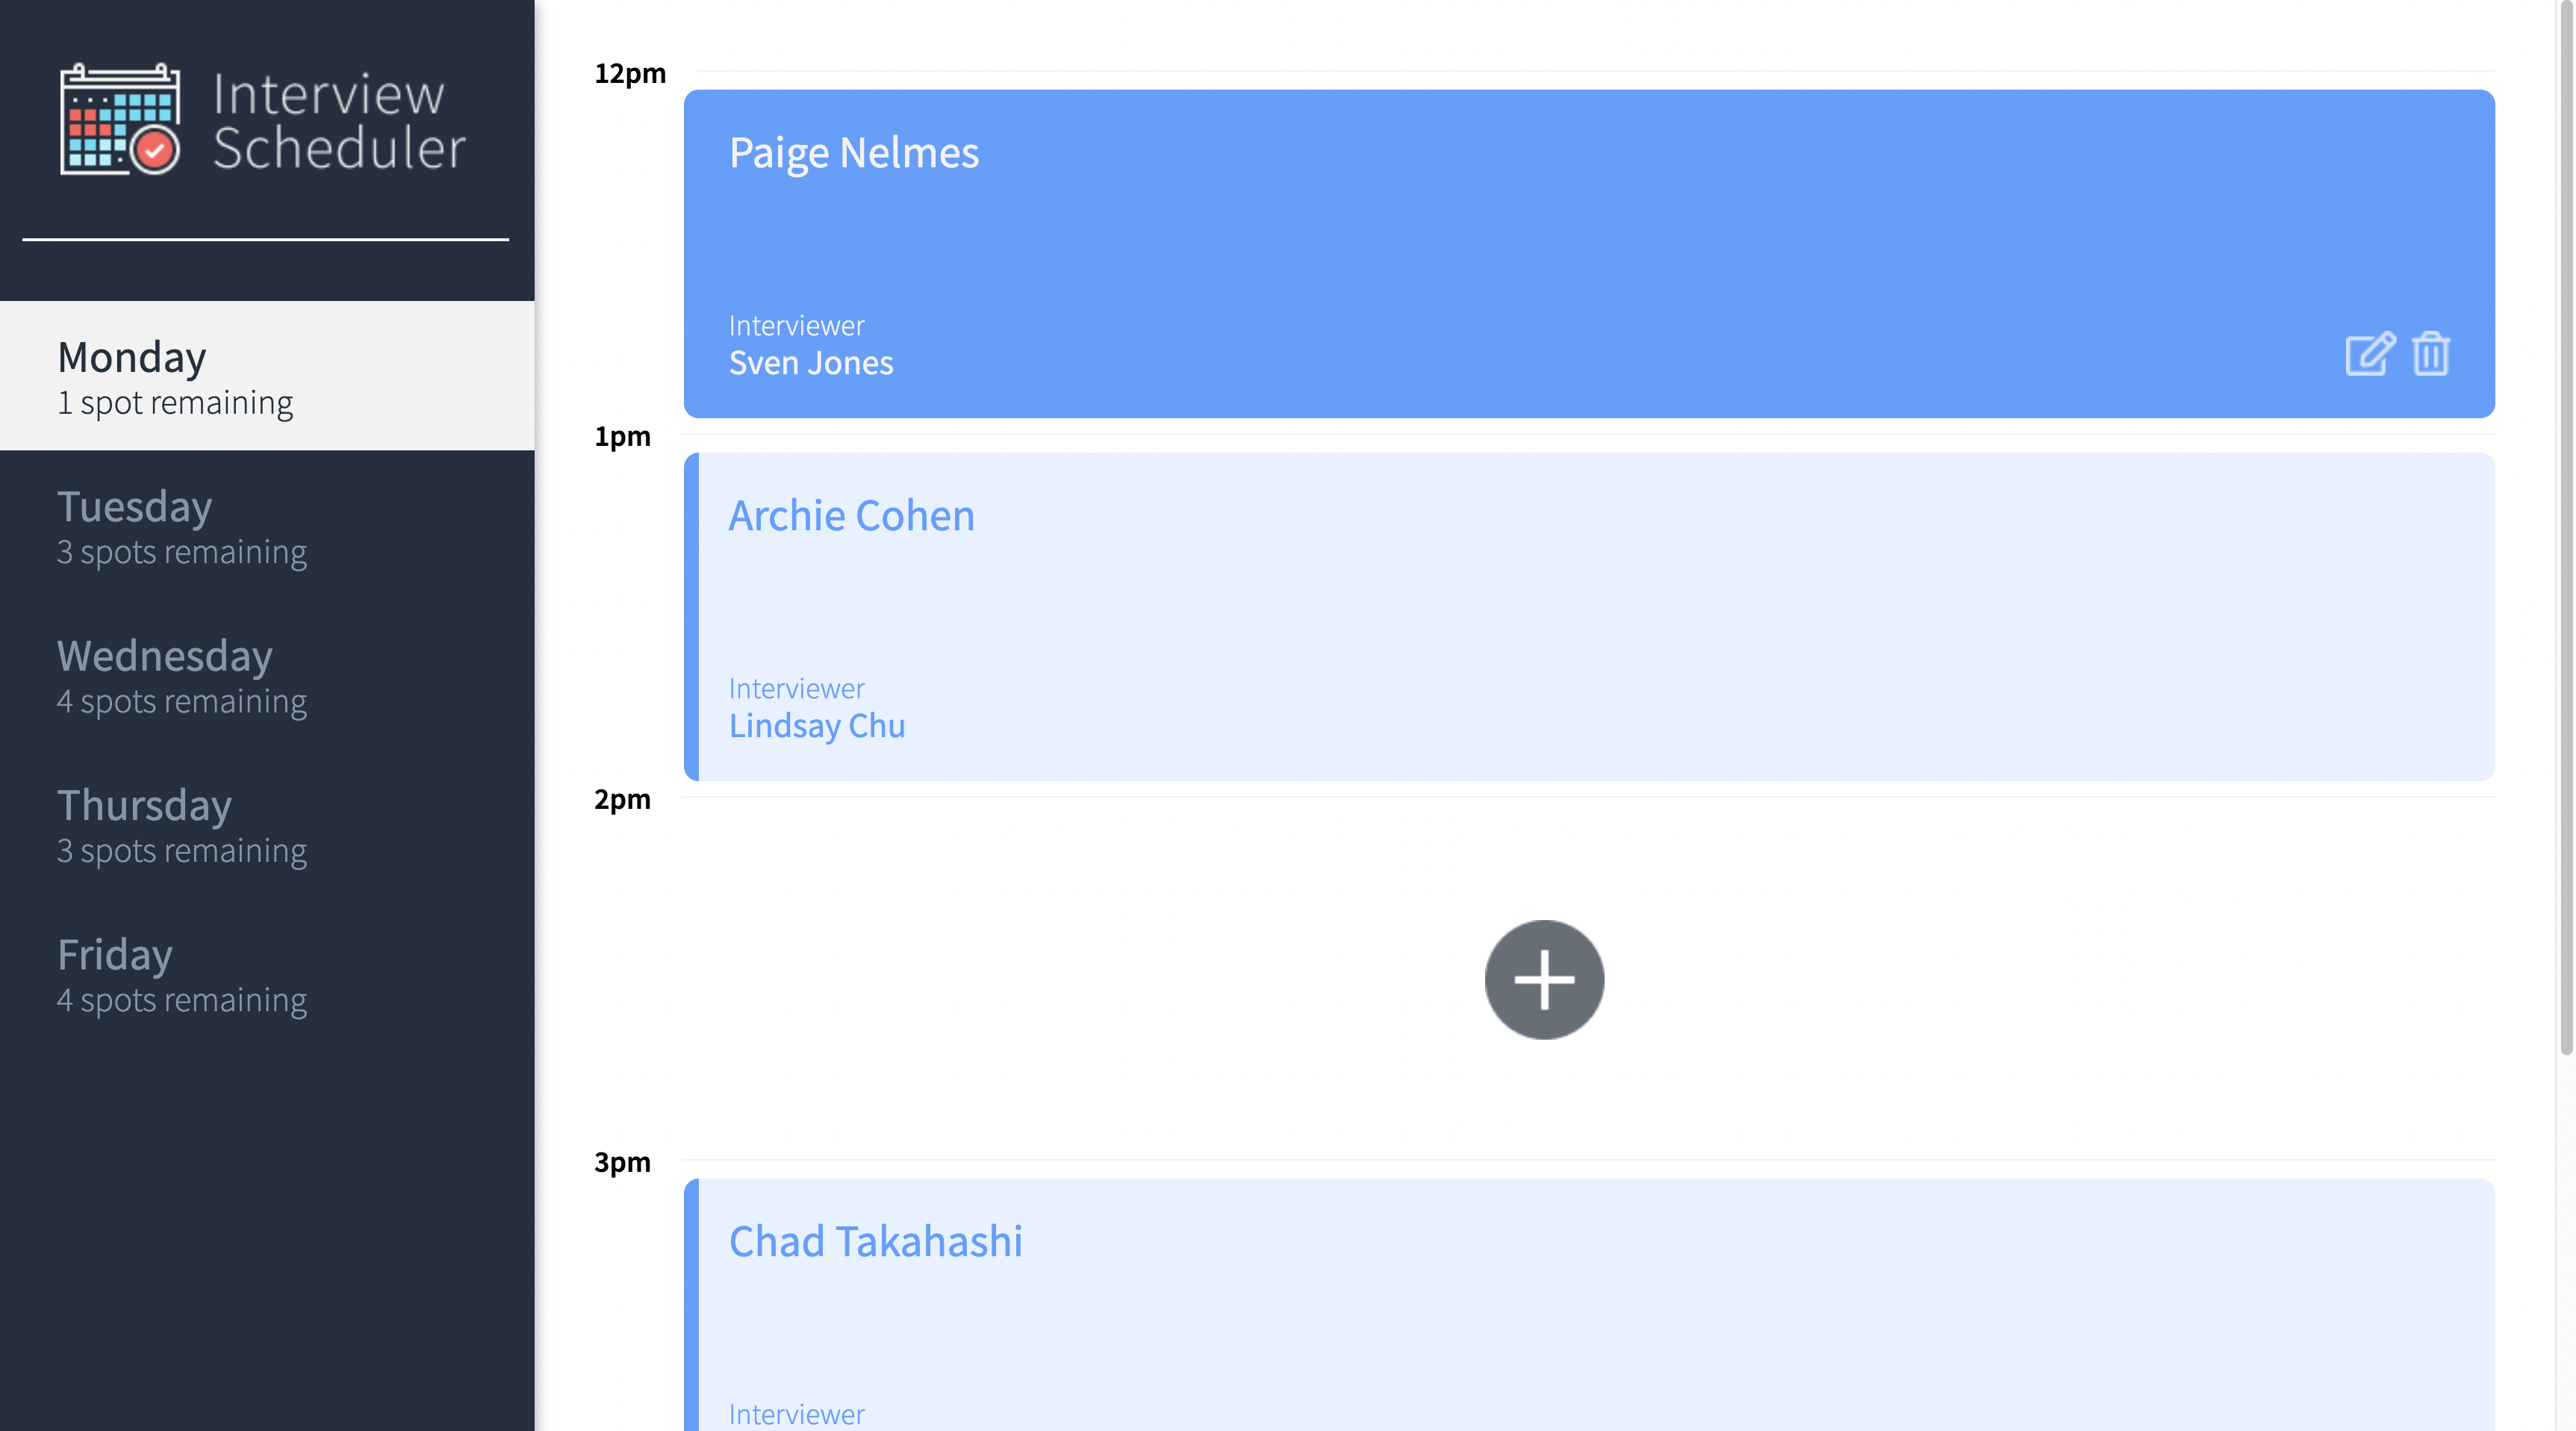 Interview
Scheduler
Monday
1 spot remaining
Tuesday
3 spots remaining
Wednesday
4 spots remaining
Thursday
3 spots remaining
Friday
4 spots remaining
12pm
Paige Nelmes
Interviewer
Sven Jones
1pm
Archie Cohen
Interviewer
Lindsay Chu
2pm
3pm
Chad Takahashi
Interviewer